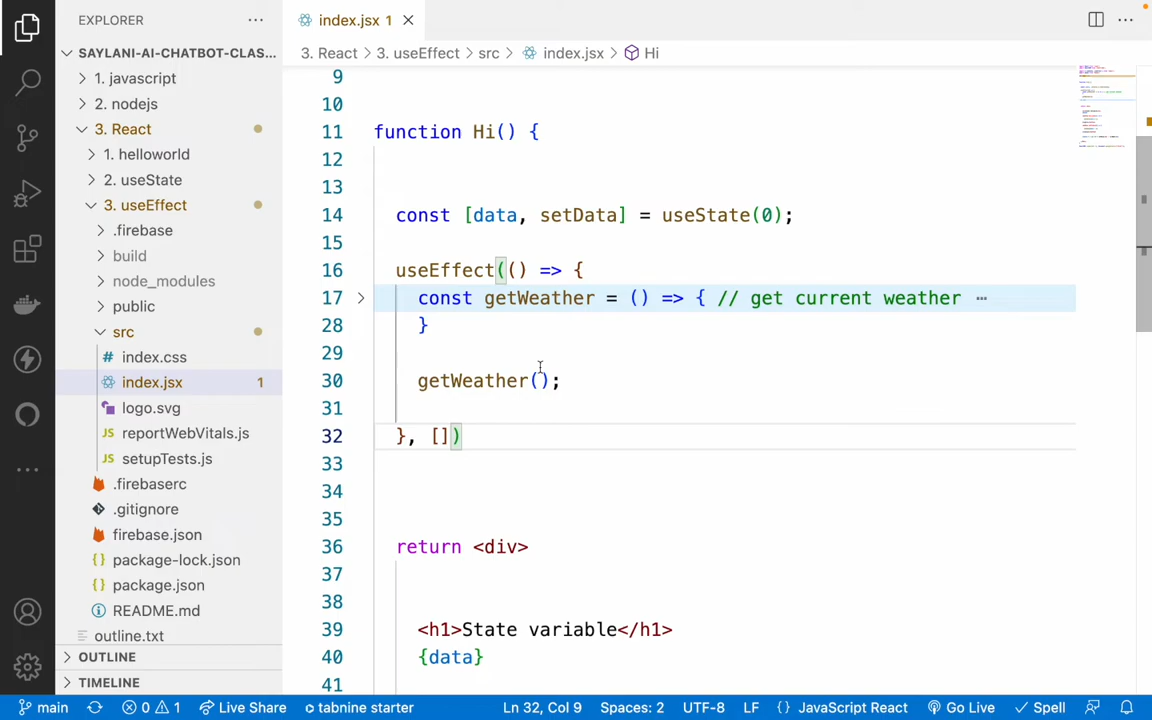 EXPLORER
SAYLANI-AI-CHATBOT-CLAS...
1. javascript
2. nodejs
3. React
1. helloworld
2. useState
3. useEffect
.firebase
build
node_modules
public
src
# index.css
index.jsx 1
logo.svg
JS reportWebVitals.js
JS setupTests.js
.firebaserc
.gitignore
firebase.json
{} package-lock.json
{} package.json
README.md
outline.txt
OUTLINE
TIMELINE
index.jsx 1
3. React > 3. useEffect > src > index.jsx > Hi
9
10
11 function Hi() {
12
13
14 const [data, setData] = useState(0);
15
16 useEffect(() => {
17 const getWeather = () => { // get current weather ⋯
28 }
29
30 getWeather();
31
32 }, [])
33
34
35
36 return <div>
37
38
39 <h1>State variable</h1>
40 {data}
41
main 0 1 Live Share tabnine starter Ln 32, Col 9 Spaces: 2 UTF-8 LF {} JavaScript React Go Live Spell